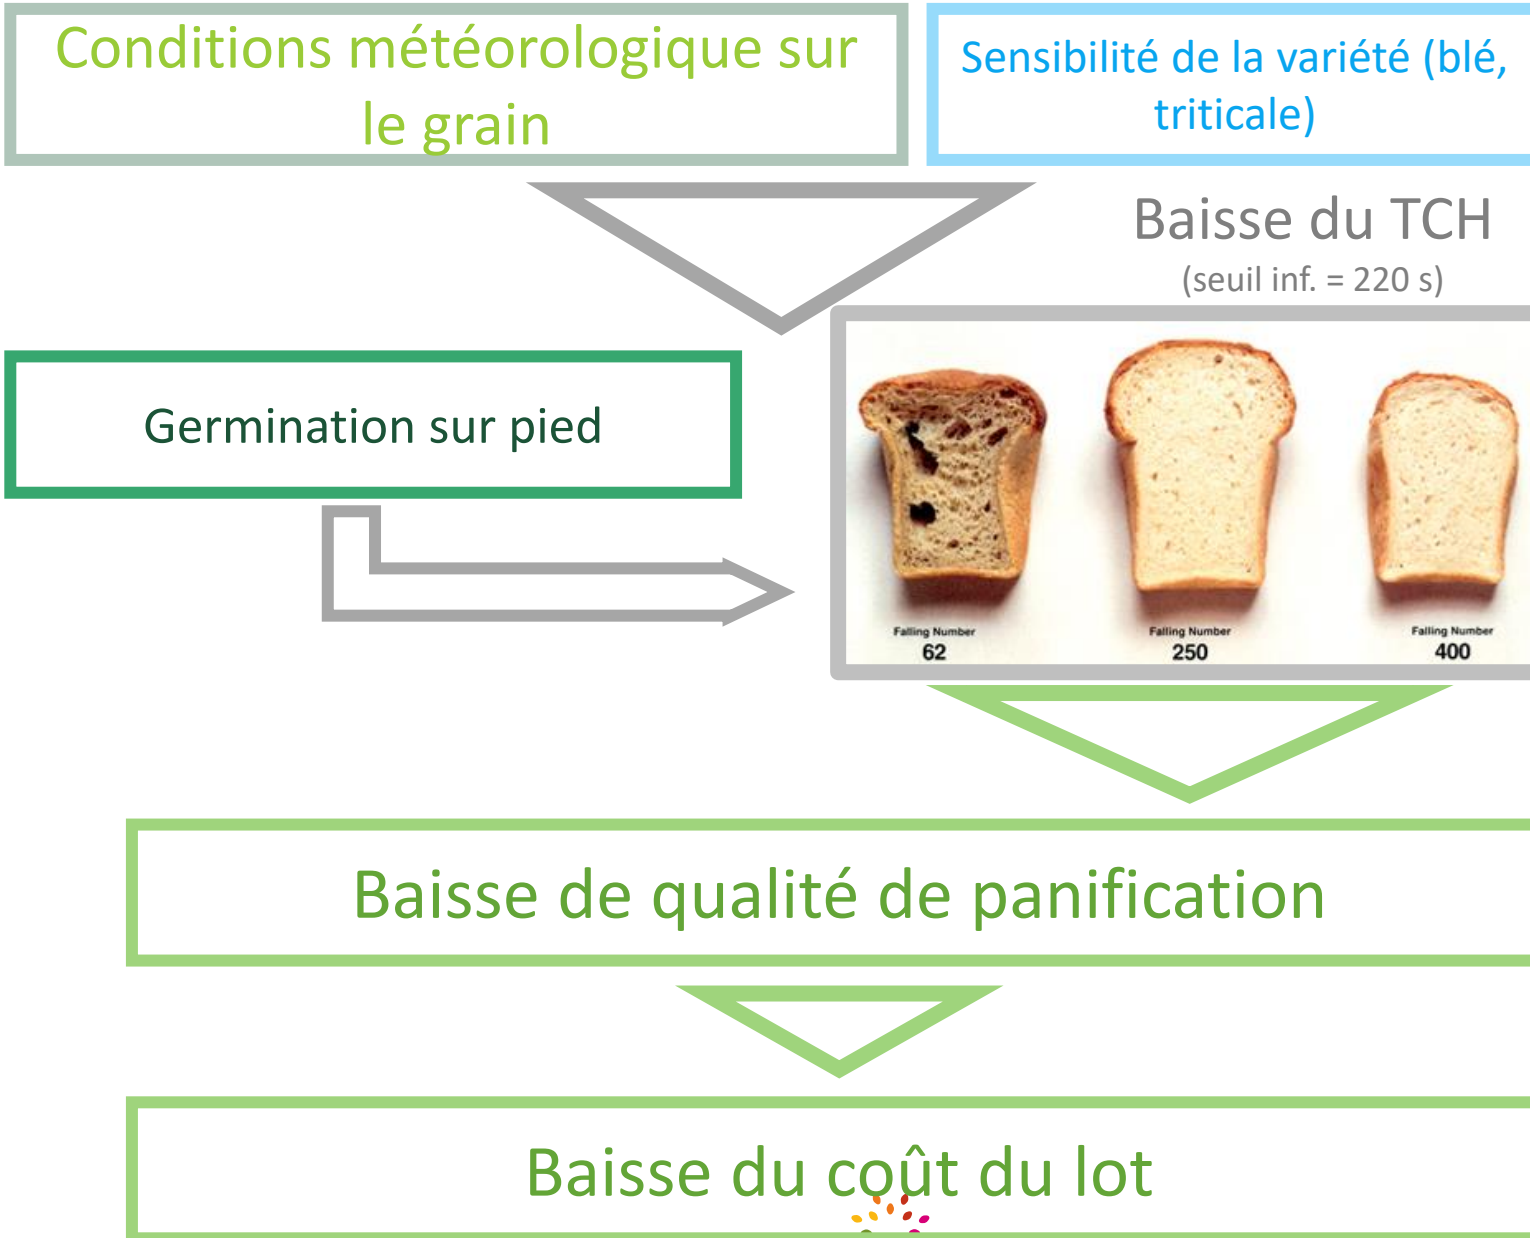 Conditions météorologique sur
le grain
Sensibilité de la variété (blé,
triticale)
Baisse du TCH
(seuil inf. = 220 s)
Germination sur pied
Falling Number
62
Falling Number
250
Falling Number
400
Baisse de qualité de panification
Baisse du coût du lot